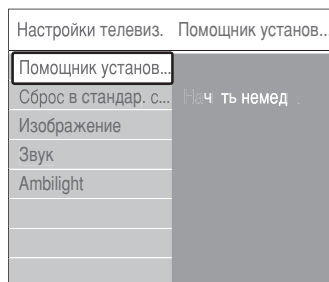 Настройки телевиз. Помощник установ...
Помощник установ...
Сброс в стандар. с...
Изображение
Звук
Ambilight